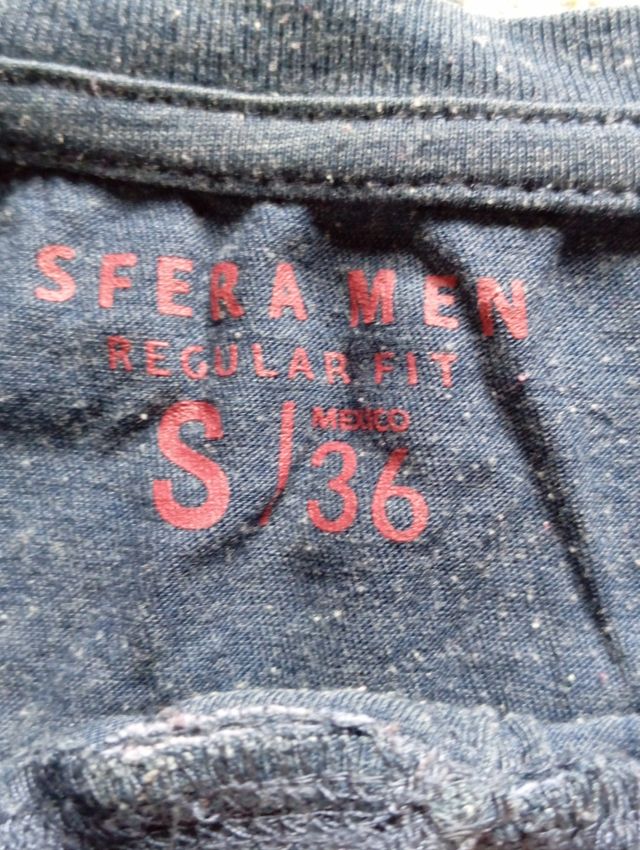 SFERA MEN
REGULAR FIT
S/ MEXICO
36